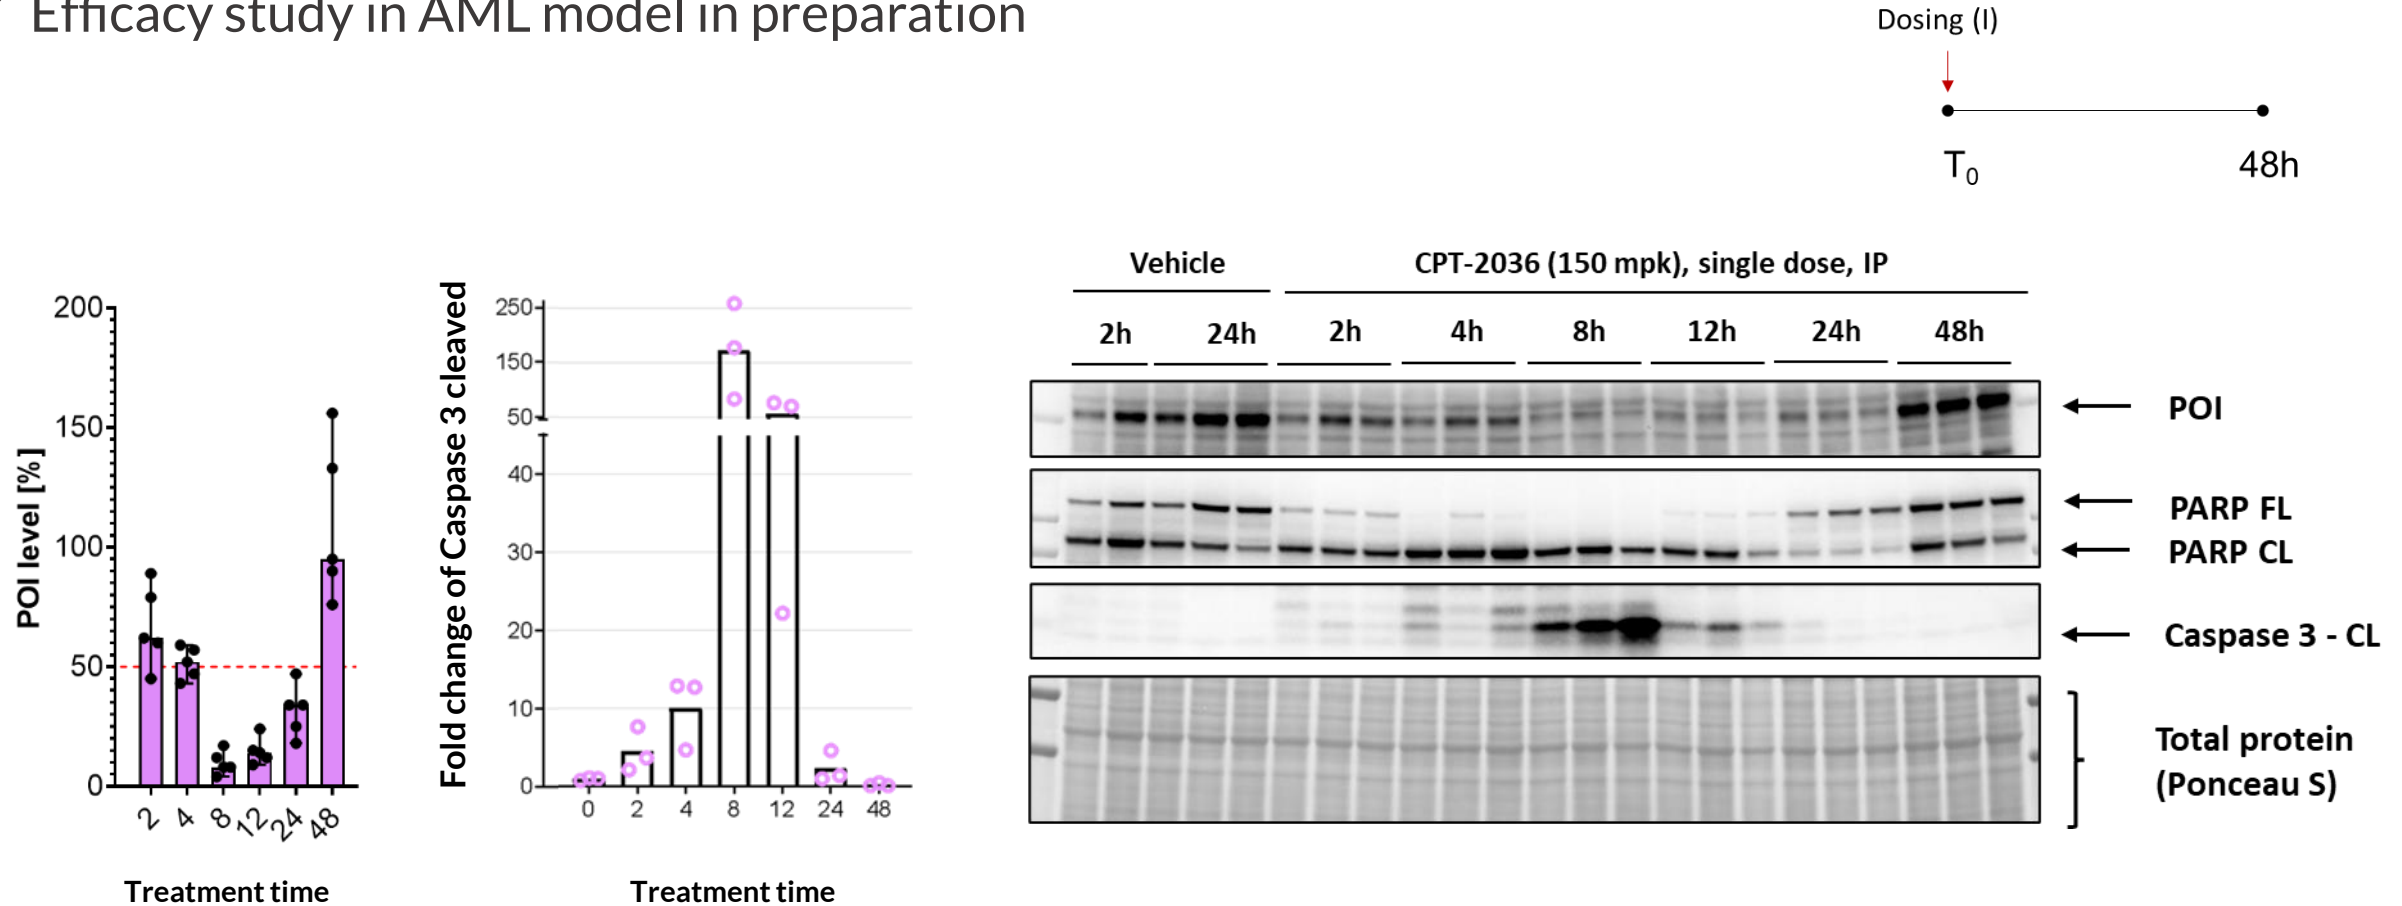 Efficacy study in AML model in preparation
Dosing (I)
T0
48h
POI level [%]
200
150
100
50
0
2 4 8 12 24 48
Treatment time
Fold change of Caspase 3 cleaved
250
150
50
40
30
20
10
0
0 2 4 8 12 24 48
Treatment time
Vehicle CPT-2036 (150 mpk), single dose, IP
2h 24h 2h 4h 8h 12h 24h 48h
POI
PARP FL
PARP CL
Caspase 3 - CL
Total protein
(Ponceau S)